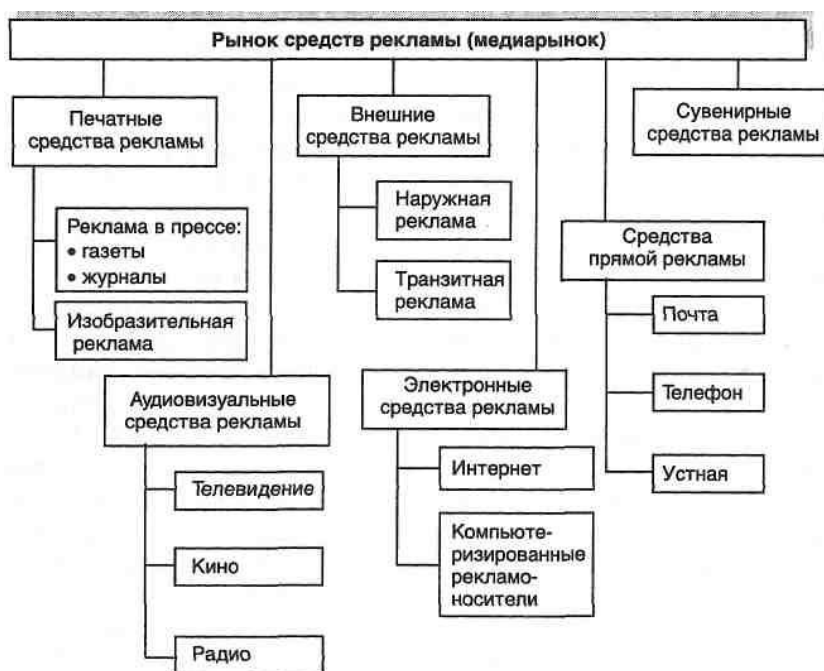 Рынок средств рекламы (медиарынок)
Печатные
средства рекламы
Внешние
средства рекламы
Сувенирные
средства рекламы
Реклама в прессе:
• газеты
• журналы
Изобразительная
реклама
Наружная
реклама
Транзитная
реклама
Средства
прямой рекламы
Почта
Телефон
Устная
Аудиовизуальные
средства рекламы
Телевидение
Кино
Радио
Электронные
средства рекламы
Интернет
Компьюте-
ризированные
рекламо-
носители